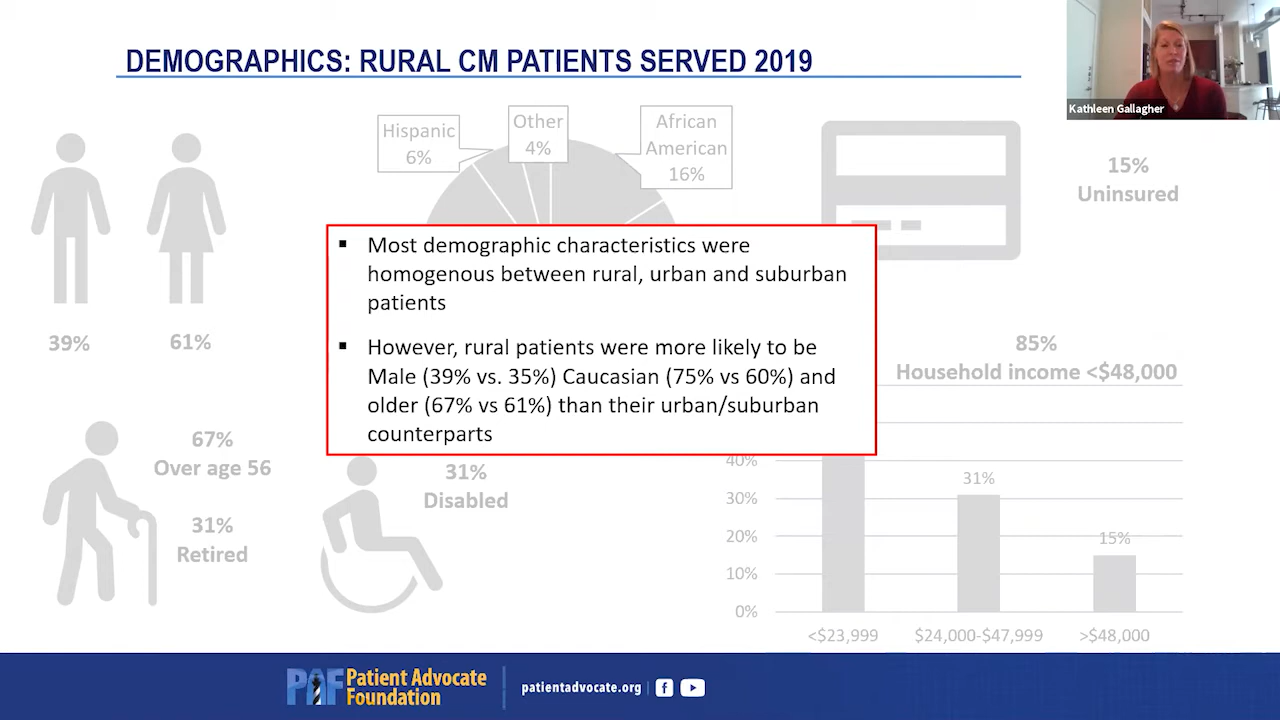 DEMOGRAPHICS: RURAL CM PATIENTS SERVED 2019
Kathleen Gallagher
Hispanic
6%
Other
4%
African
American
16%
15%
Uninsured
▪ Most demographic characteristics were
homogenous between rural, urban and suburban
patients
▪ However, rural patients were more likely to be
Male (39% vs. 35%) Caucasian (75% vs 60%) and
older (67% vs 61%) than their urban/suburban
counterparts
39%
61%
85%
Household income <$48,000
67%
Over age 56
31%
Retired
31%
Disabled
40%
30%
20%
10%
0%
31%
15%
<$23,999
$24,000-$47,999
>$48,000
PAF
Patient Advocate
Foundation
patientadvocate.org